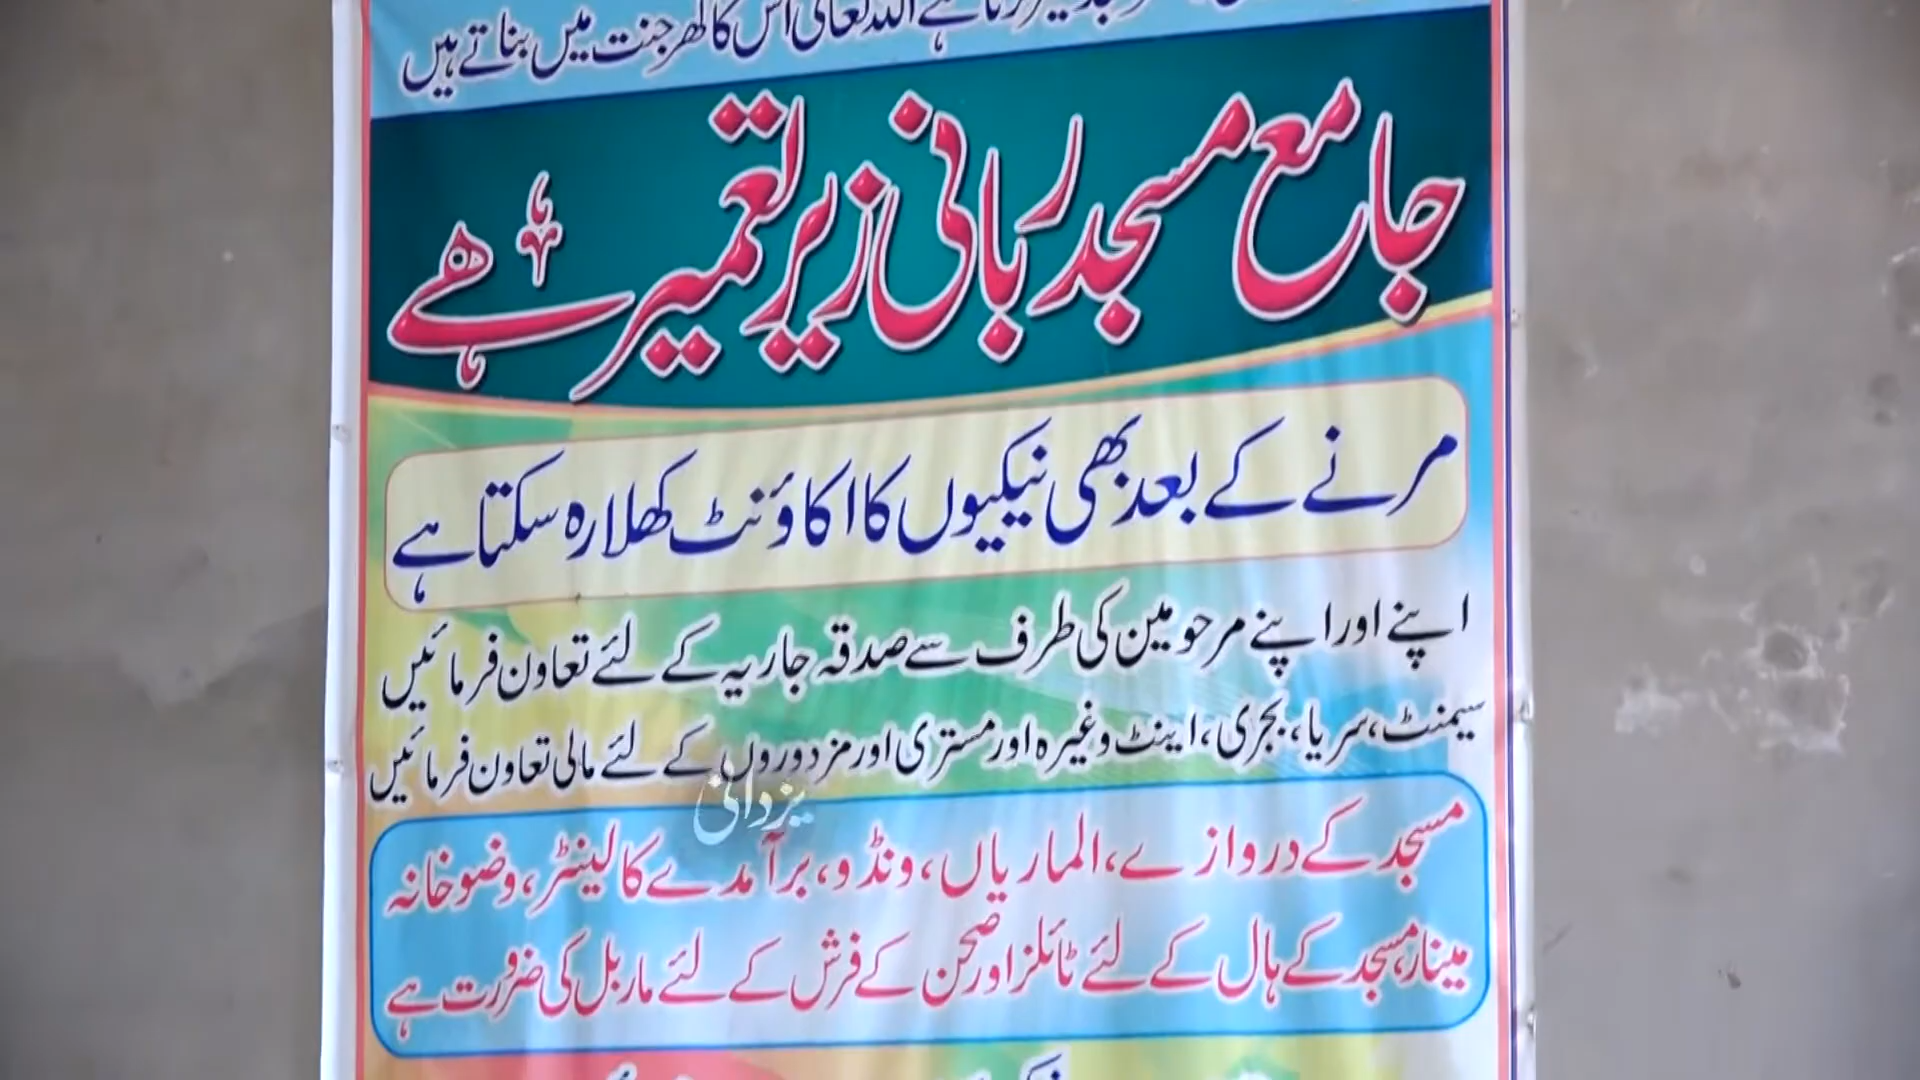 اللہ تعالیٰ اس کا گھر جنت میں بناتے ہیں
جامع مسجد ربانی زیر تعمیر ہے
مرنے کے بعد بھی نیکیوں کا اکاؤنٹ کھلا رہ سکتا ہے
اپنے اور اپنے مرحومین کی طرف سے صدقہ جاریہ کے لئے تعاون فرمائیں
سیمنٹ، سریا، بجری، اینٹ وغیرہ اور مستری اور مزدوروں کے لئے مالی تعاون فرمائیں
یزدانی
مسجد کے دروازے، الماریاں، ونڈو، برآمدے کا لینٹر، وضو خانہ
مینار، مسجد کے ہال کے لئے ٹائلز اور صحن کے فرش کے لئے ماربل کی ضرورت ہے